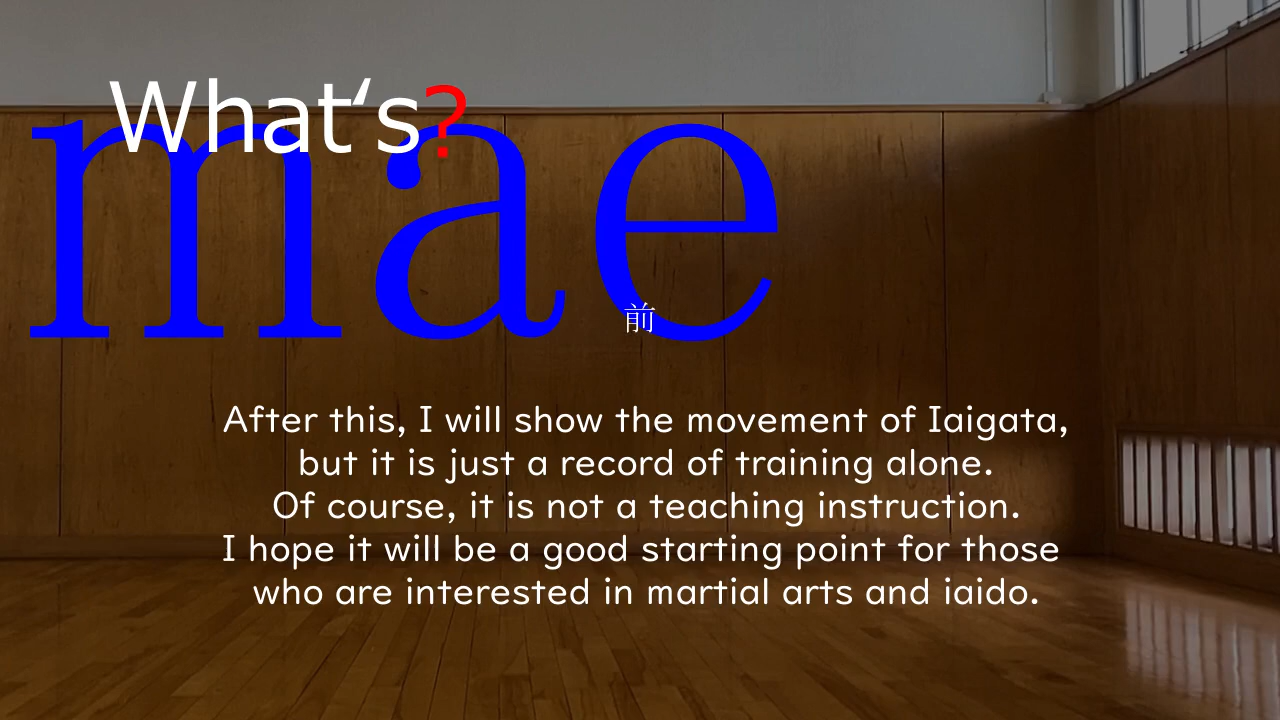 What‘s?
mae
前
After this, I will show the movement of Iaigata,
but it is just a record of training alone.
Of course, it is not a teaching instruction.
I hope it will be a good starting point for those
who are interested in martial arts and iaido.